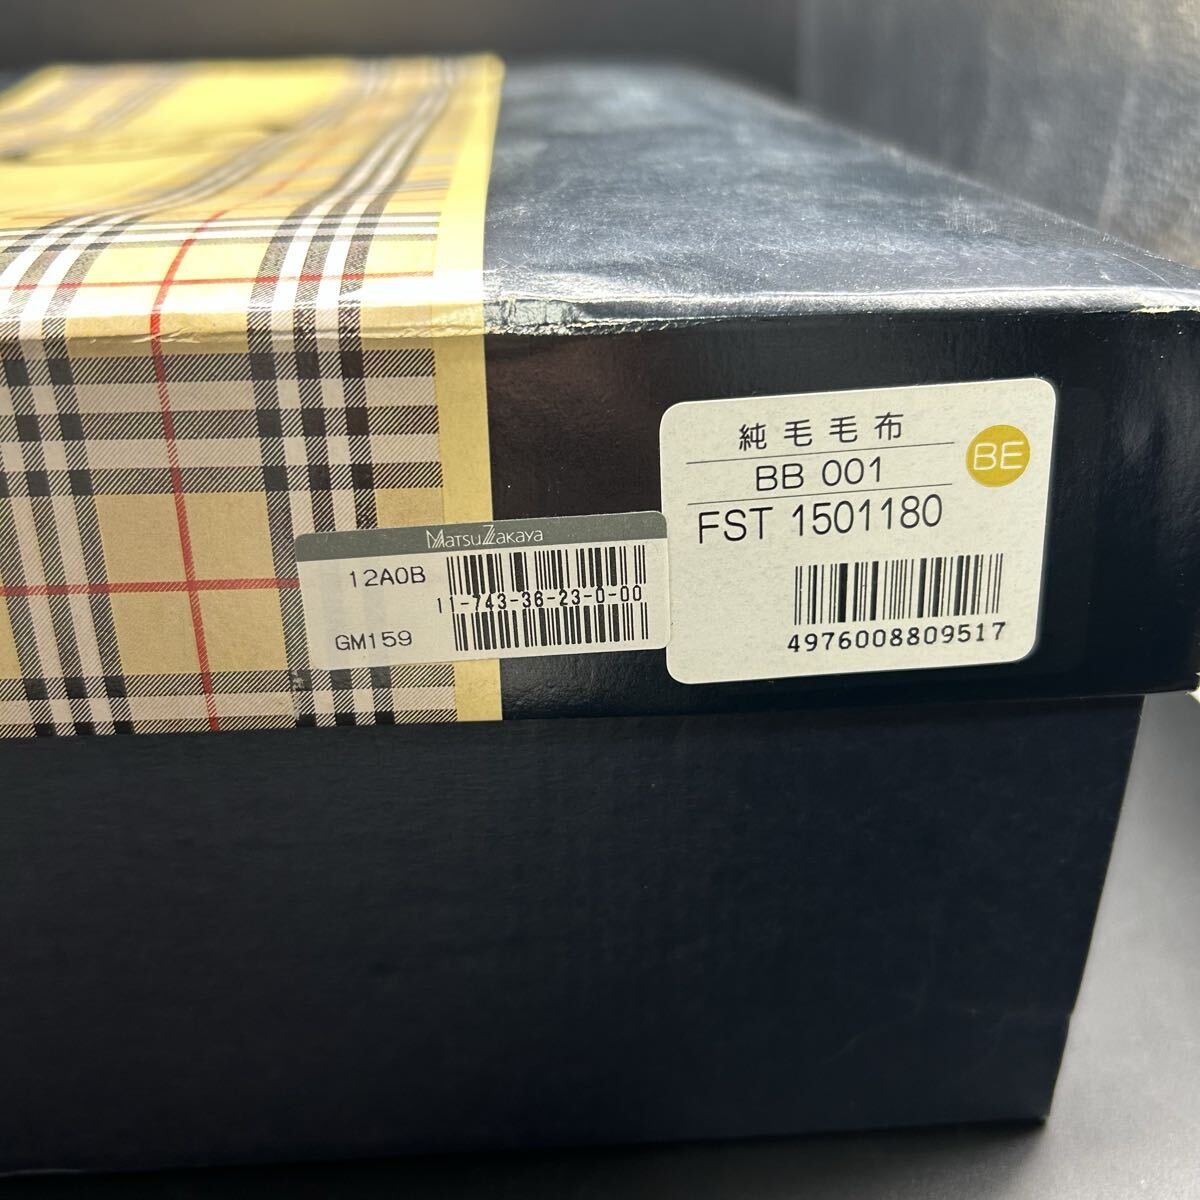 純毛毛布
BB 001
BE
FST 1501180
4976008809517
MatsuZakaya
12A0B
11-743-36-23-0-00
GM159